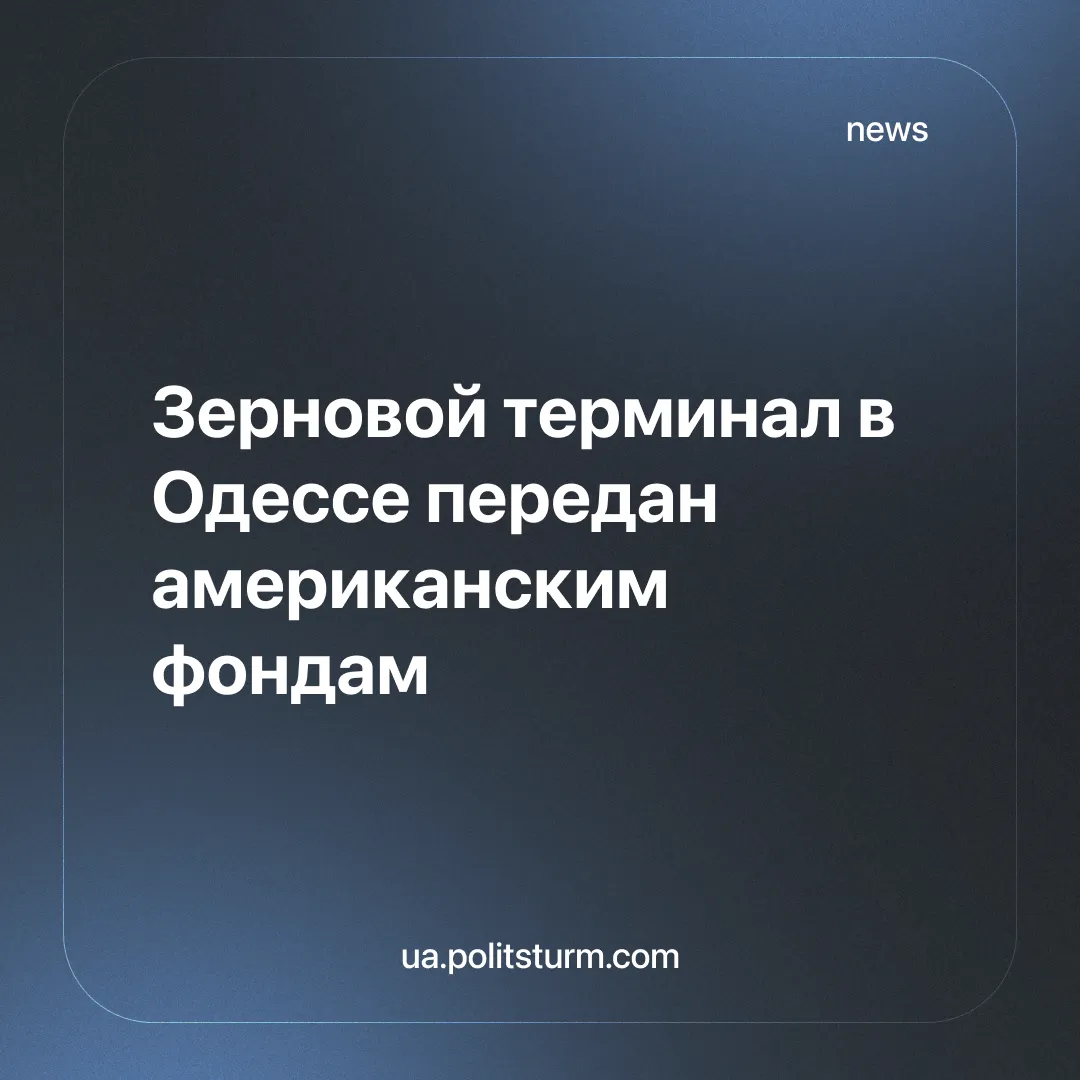 news
Зерновой терминал в
Одессе передан
американским
фондам
ua.politsturm.com